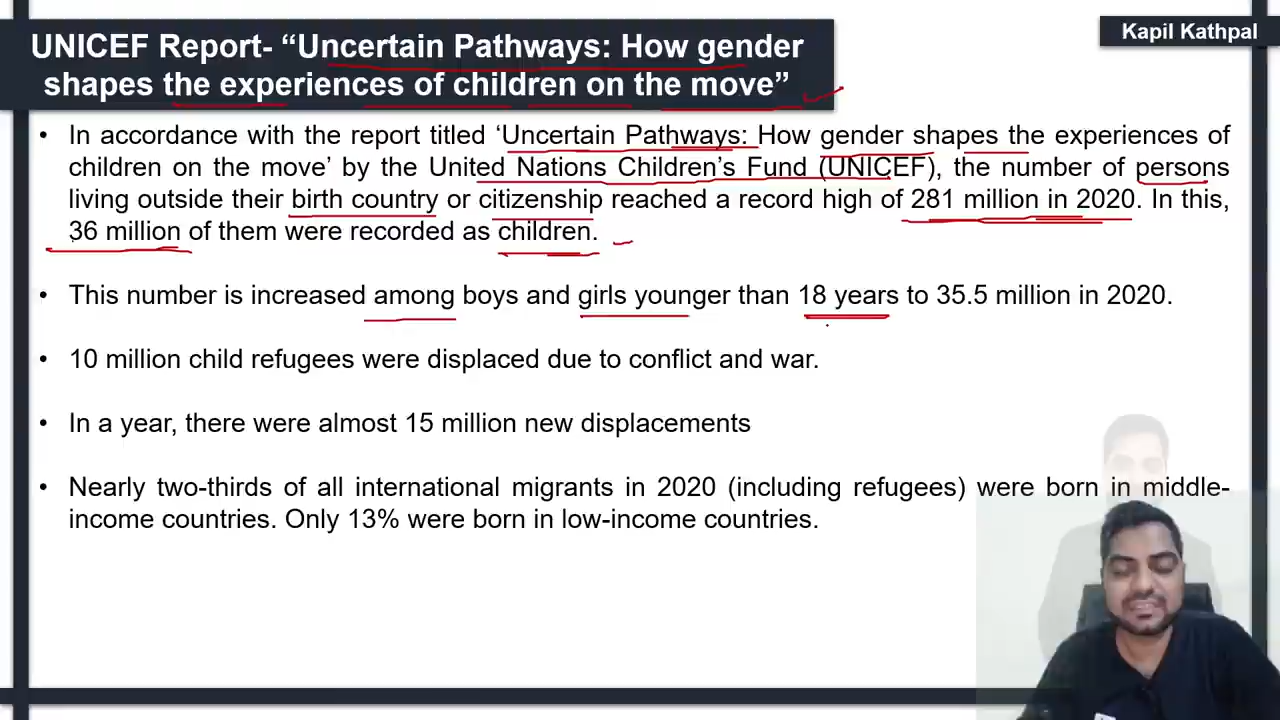 UNICEF Report- “Uncertain Pathways: How gender
shapes the experiences of children on the move”
Kapil Kathpal
• In accordance with the report titled ‘Uncertain Pathways: How gender shapes the experiences of
children on the move’ by the United Nations Children’s Fund (UNICEF), the number of persons
living outside their birth country or citizenship reached a record high of 281 million in 2020. In this,
36 million of them were recorded as children.
• This number is increased among boys and girls younger than 18 years to 35.5 million in 2020.
• 10 million child refugees were displaced due to conflict and war.
• In a year, there were almost 15 million new displacements
• Nearly two-thirds of all international migrants in 2020 (including refugees) were born in middle-
income countries. Only 13% were born in low-income countries.